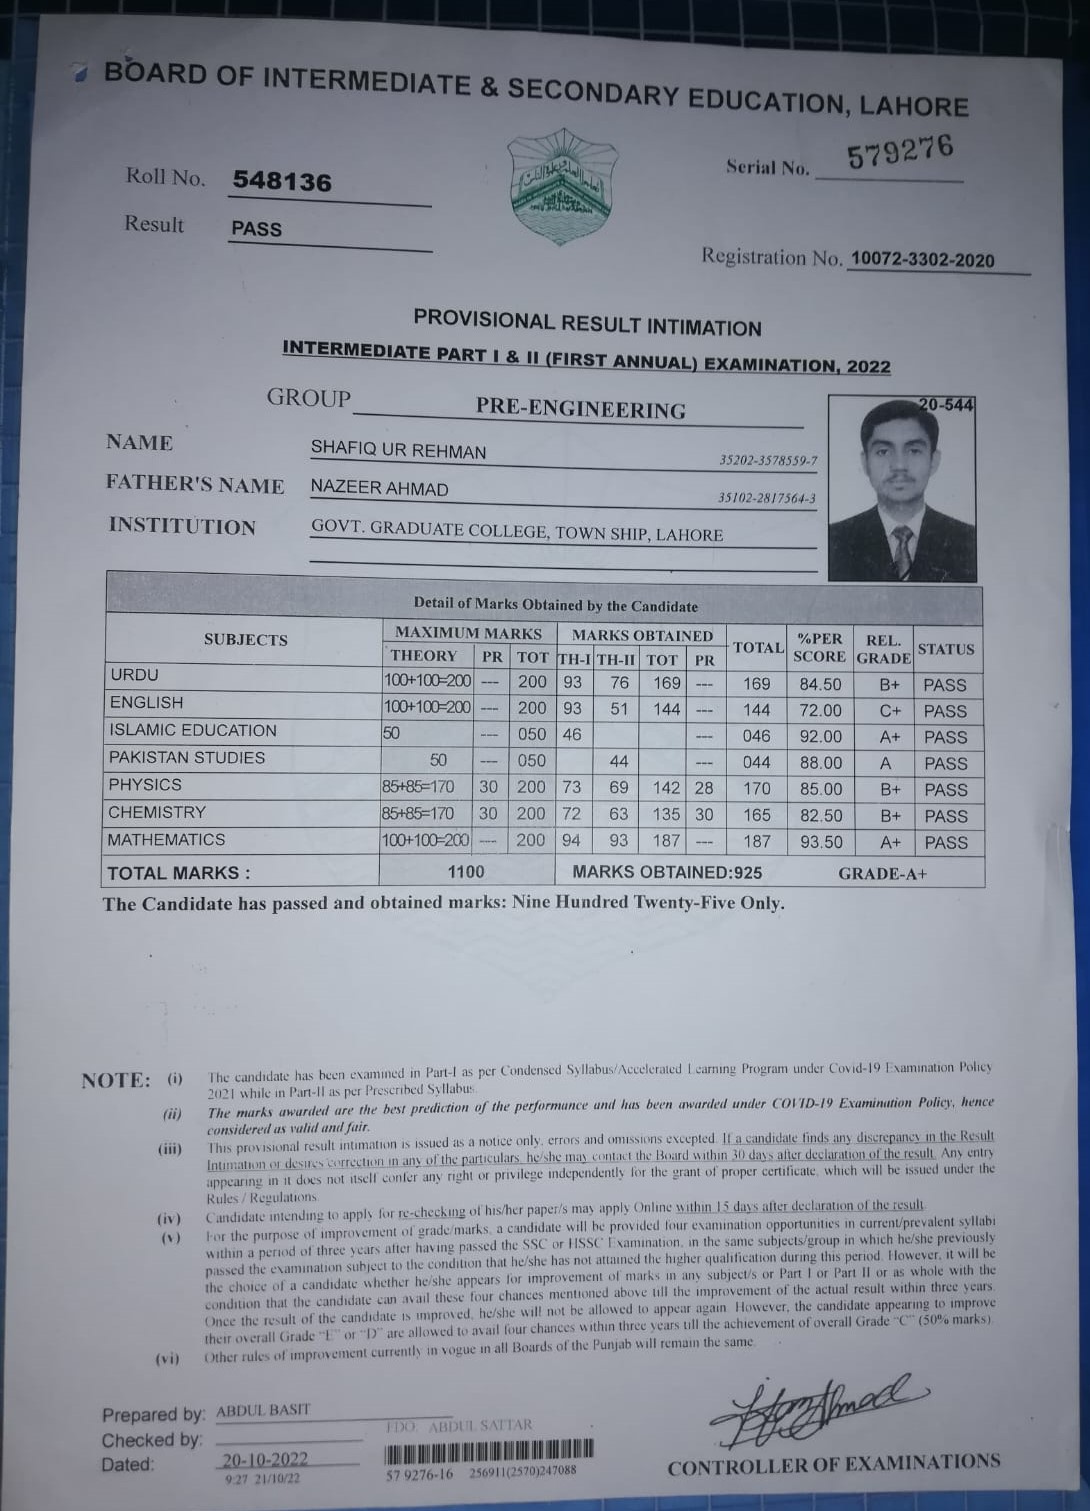 BOARD OF INTERMEDIATE & SECONDARY EDUCATION, LAHORE
Roll No. 548136
Serial No. 579276
Result PASS
Registration No. 10072-3302-2020
PROVISIONAL RESULT INTIMATION
INTERMEDIATE PART I & II (FIRST ANNUAL) EXAMINATION, 2022
GROUP PRE-ENGINEERING
20-544
NAME SHAFIQ UR REHMAN 35202-3578559-7
FATHER'S NAME NAZEER AHMAD 35102-2817564-3
INSTITUTION GOVT. GRADUATE COLLEGE, TOWN SHIP, LAHORE
Detail of Marks Obtained by the Candidate
SUBJECTS MAXIMUM MARKS MARKS OBTAINED TOTAL %PER SCORE REL. GRADE STATUS
THEORY PR TOT TH-I TH-II TOT PR
URDU 100+100=200 --- 200 93 76 169 --- 169 84.50 B+ PASS
ENGLISH 100+100=200 --- 200 93 51 144 --- 144 72.00 C+ PASS
ISLAMIC EDUCATION 50 --- 050 46 --- 046 92.00 A+ PASS
PAKISTAN STUDIES 50 --- 050 44 --- 044 88.00 A PASS
PHYSICS 85+85=170 30 200 73 69 142 28 170 85.00 B+ PASS
CHEMISTRY 85+85=170 30 200 72 63 135 30 165 82.50 B+ PASS
MATHEMATICS 100+100=200 --- 200 94 93 187 --- 187 93.50 A+ PASS
TOTAL MARKS : 1100 MARKS OBTAINED:925 GRADE-A+
The Candidate has passed and obtained marks: Nine Hundred Twenty-Five Only.
NOTE: (i) The candidate has been examined in Part-I as per Condensed Syllabus/Accelerated Learning Program under Covid-19 Examination Policy
2021 while in Part-II as per Prescribed Syllabus.
(ii) The marks awarded are the best prediction of the performance and has been awarded under COVID-19 Examination Policy, hence
considered as valid and fair.
(iii) This provisional result intimation is issued as a notice only, errors and omissions excepted. If a candidate finds any discrepancy in the Result
Intimation or desires correction in any of the particulars, he/she may contact the Board within 30 days after declaration of the result. Any entry
appearing in it does not itself confer any right or privilege independently for the grant of proper certificate, which will be issued under the
Rules / Regulations.
(iv) Candidate intending to apply for re-checking of his/her paper/s may apply Online within 15 days after declaration of the result.
(v) For the purpose of improvement of grade/marks, a candidate will be provided four examination opportunities in current/prevalent syllabi
within a period of three years after having passed the SSC or HSSC Examination, in the same subjects/group in which he/she previously
passed the examination subject to the condition that he/she has not attained the higher qualification during this period. However, it will be
the choice of a candidate whether he/she appears for improvement of marks in any subject/s or Part I or Part II or as whole with the
condition that the candidate can avail these four chances mentioned above till the improvement of the actual result within three years.
Once the result of the candidate is improved, he/she will not be allowed to appear again. However, the candidate appearing to improve
their overall Grade "E" or "D" are allowed to avail four chances within three years till the achievement of overall Grade "C" (50% marks).
(vi) Other rules of improvement currently in vogue in all Boards of the Punjab will remain the same.
Prepared by: ABDUL BASIT
ABDUL SATTAR
Checked by:
Dated: 20-10-2022
9:27 21/10/22
57 9276-16 256911(2570)247088
CONTROLLER OF EXAMINATIONS